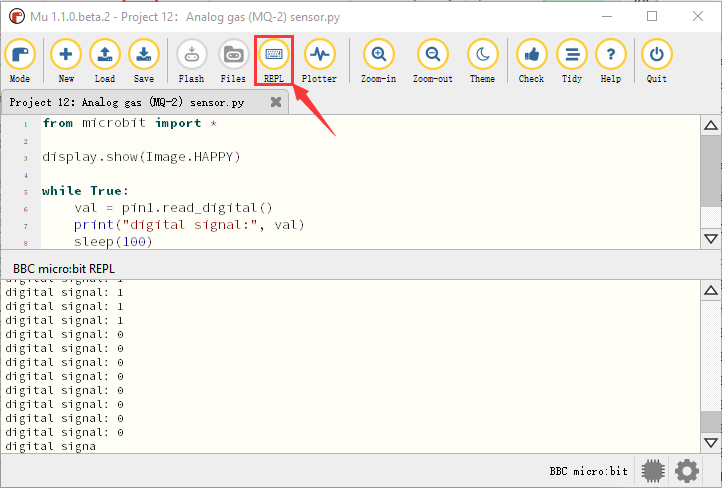 Mu 1.1.0.beta.2 - Project 12: Analog gas (MQ-2) sensor.py
Mode New Load Save Flash Files REPL Plotter Zoom-in Zoom-out Theme Check Tidy Help Quit
Project 12: Analog gas (MQ-2) sensor.py
1 from microbit import *
2
3 display.show(Image.HAPPY)
4
5 while True:
6 val = pin1.read_digital()
7 print("digital signal:", val)
8 sleep(100)
BBC micro:bit REPL
digital signal: 1
digital signal: 1
digital signal: 1
digital signal: 1
digital signal: 0
digital signal: 0
digital signal: 0
digital signal: 0
digital signal: 0
digital signal: 0
digital signal: 0
digital signal: 0
digital signa
BBC micro:bit